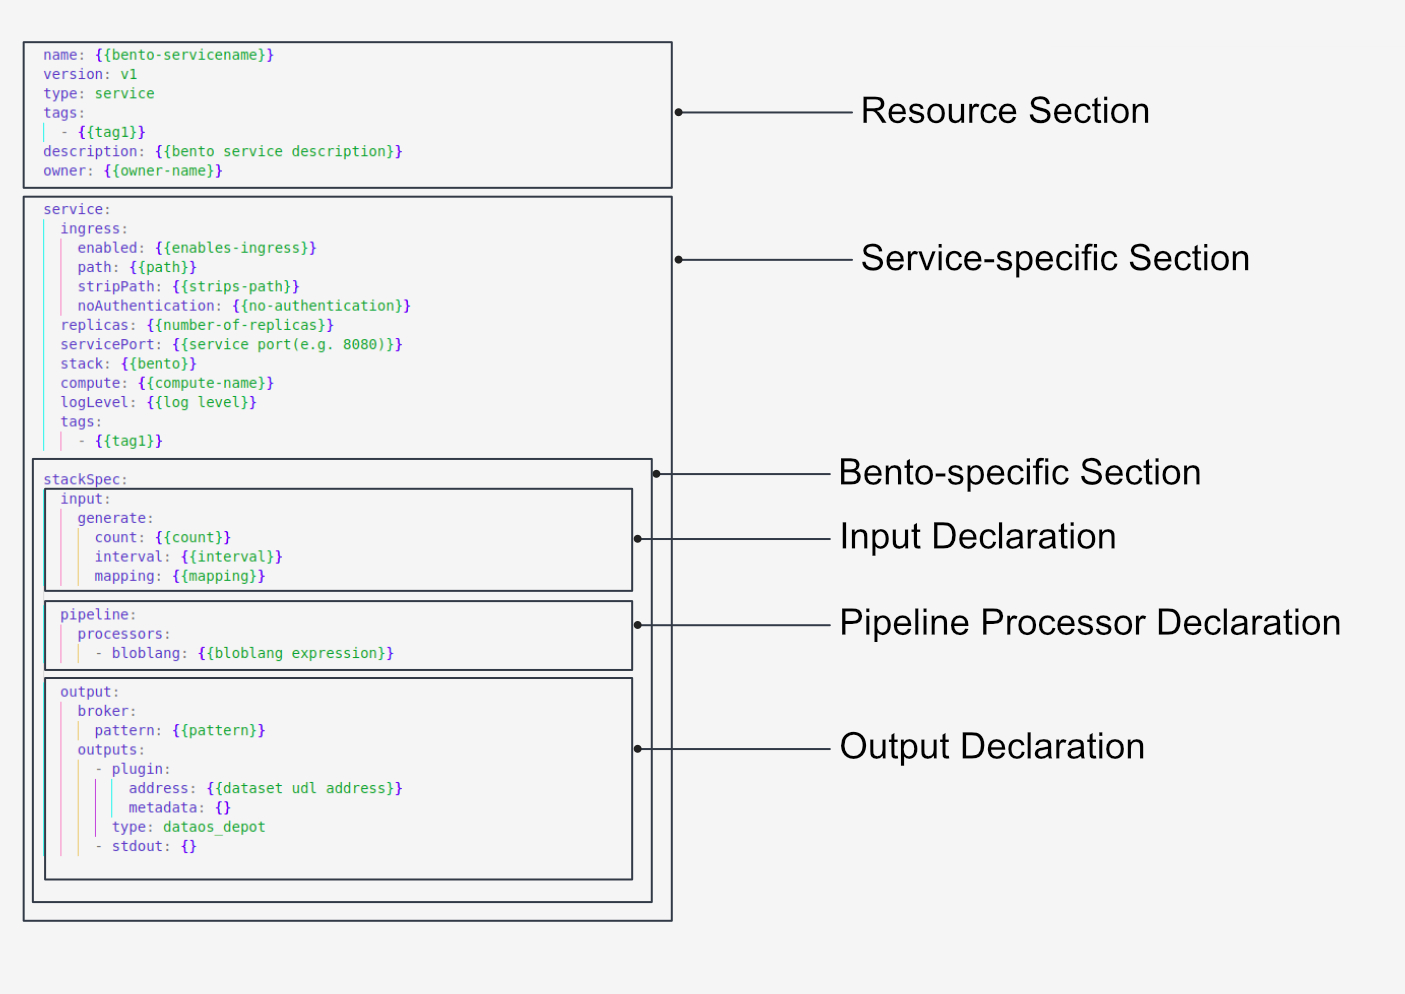 name: {{bento-servicename}}
version: v1
type: service
tags:
- {{tag1}}
description: {{bento service description}}
owner: {{owner-name}}
Resource Section
service:
ingress:
enabled: {{enables-ingress}}
path: {{path}}
stripPath: {{strips-path}}
noAuthentication: {{no-authentication}}
replicas: {{number-of-replicas}}
servicePort: {{service port(e.g. 8080)}}
stack: {{bento}}
compute: {{compute-name}}
logLevel: {{log level}}
tags:
- {{tag1}}
Service-specific Section
stackSpec:
Bento-specific Section
input:
generate:
count: {{count}}
interval: {{interval}}
mapping: {{mapping}}
Input Declaration
pipeline:
processors:
- bloblang: {{bloblang expression}}
Pipeline Processor Declaration
output:
broker:
pattern: {{pattern}}
outputs:
- plugin:
address: {{dataset udl address}}
metadata: {}
type: dataos_depot
- stdout: {}
Output Declaration